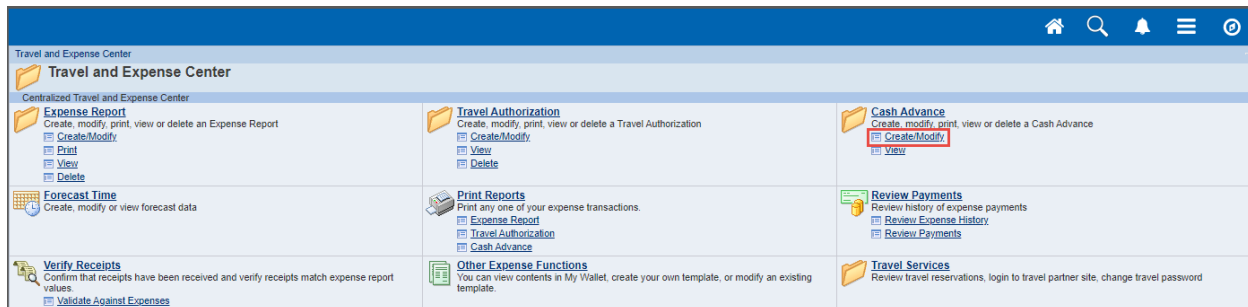 Travel and Expense Center
Travel and Expense Center
Centralized Travel and Expense Center
Expense Report
Create, modify, print, view or delete an Expense Report
Create/Modify
Print
View
Delete
Travel Authorization
Create, modify, print, view or delete a Travel Authorization
Create/Modify
View
Delete
Cash Advance
Create, modify, print, view or delete a Cash Advance
Create/Modify
View
Forecast Time
Create, modify or view forecast data
Print Reports
Print any one of your expense transactions.
Expense Report
Travel Authorization
Cash Advance
Review Payments
Review history of expense payments
Review Expense History
Review Payments
Verify Receipts
Confirm that receipts have been received and verify receipts match expense report
values.
Validate Against Expenses
Other Expense Functions
You can view contents in My Wallet, create your own template, or modify an existing
template.
Travel Services
Review travel reservations, login to travel partner site, change travel password